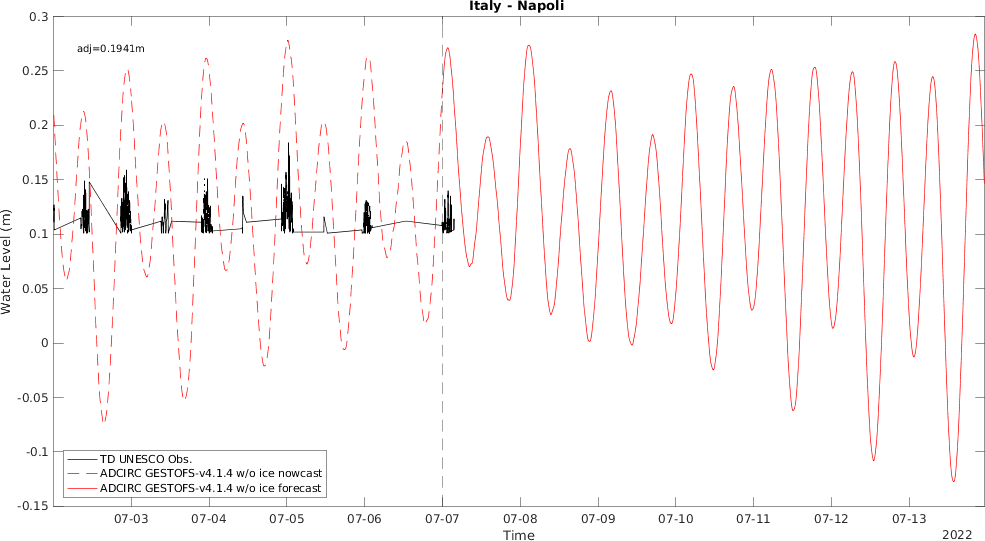 Italy - Napoli
adj=0.1941m
0.3
0.25
0.2
0.15
0.1
0.05
0
-0.05
-0.1
-0.15
Water Level (m)
TD UNESCO Obs.
ADCIRC GESTOFS-v4.1.4 w/o ice nowcast
ADCIRC GESTOFS-v4.1.4 w/o ice forecast
07-03 07-04 07-05 07-06 07-07 07-08 07-09 07-10 07-11 07-12 07-13
Time
2022